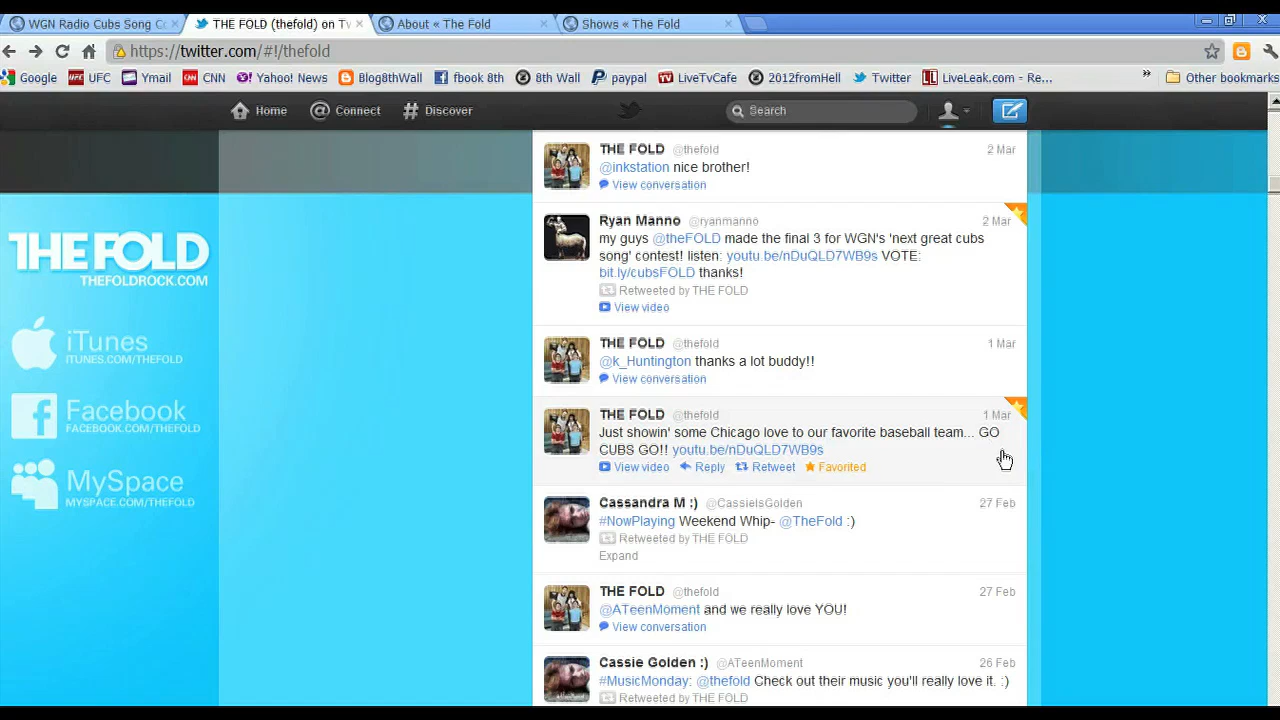 WGN Radio Cubs Song Co
THE FOLD (thefold) on Tw
About « The Fold
Shows « The Fold
https://twitter.com/#!/thefold
Google
UFC
Ymail
CNN
Yahoo! News
Blog8thWall
fbook 8th
8th Wall
paypal
LiveTvCafe
2012fromHell
Twitter
LiveLeak.com - Re...
»
Other bookmarks
Home
Connect
Discover
Search
THE FOLD
THEFOLDROCK.COM
iTunes
ITUNES.COM/THEFOLD
Facebook
FACEBOOK.COM/THEFOLD
MySpace
MYSPACE.COM/THEFOLD
THE FOLD @thefold 2 Mar
@inkstation nice brother!
View conversation
Ryan Manno @ryanmanno 2 Mar
my guys @theFOLD made the final 3 for WGN's 'next great cubs
song' contest! listen: youtu.be/nDuQLD7WB9s VOTE:
bit.ly/cubsFOLD thanks!
Retweeted by THE FOLD
View video
THE FOLD @thefold 1 Mar
@k_Huntington thanks a lot buddy!!
View conversation
THE FOLD @thefold 1 Mar
Just showin' some Chicago love to our favorite baseball team... GO
CUBS GO!! youtu.be/nDuQLD7WB9s
View video Reply Retweet Favorited
Cassandra M :) @CassieIsGolden 27 Feb
#NowPlaying Weekend Whip- @TheFold :)
Retweeted by THE FOLD
Expand
THE FOLD @thefold 27 Feb
@ATeenMoment and we really love YOU!
View conversation
Cassie Golden :) @ATeenMoment 26 Feb
#MusicMonday: @thefold Check out their music you'll really love it. :)
Retweeted by THE FOLD